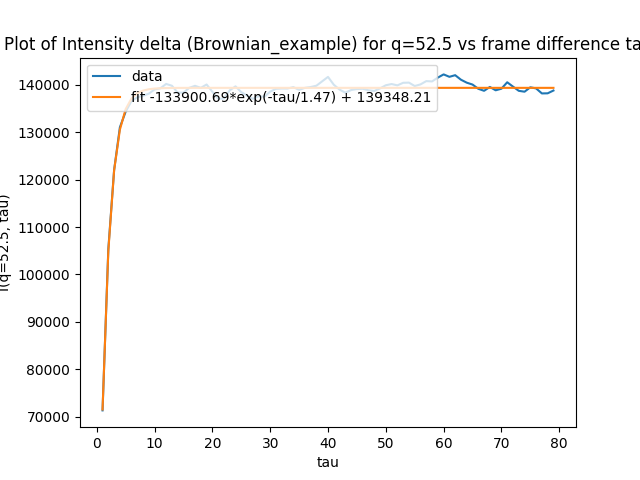 Plot of Intensity delta (Brownian_example) for q=52.5 vs frame difference ta
data
fit -133900.69*exp(-tau/1.47) + 139348.21
140000
130000
120000
110000
100000
90000
80000
70000
I(q=52.5, tau)
0 10 20 30 40 50 60 70 80
tau